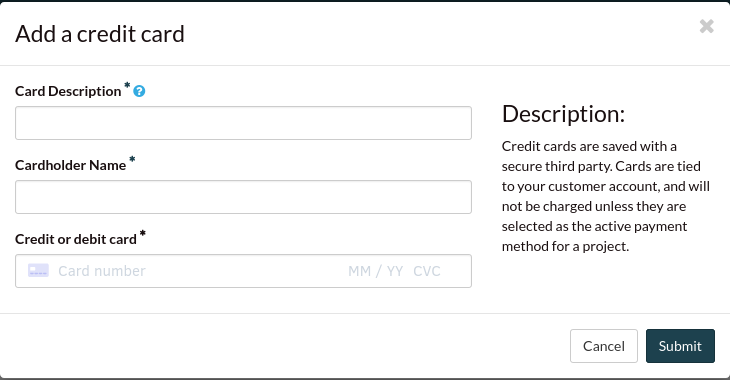 Add a credit card
Card Description *
Cardholder Name *
Credit or debit card *
Card number MM / YY CVC
Description:
Credit cards are saved with a
secure third party. Cards are tied
to your customer account, and will
not be charged unless they are
selected as the active payment
method for a project.
Cancel
Submit